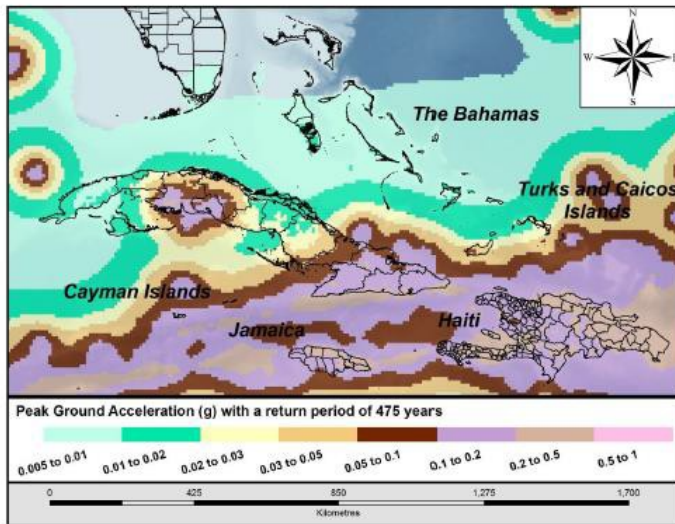 N
W
E
S
The Bahamas
Turks and Caicos
Islands
Cayman Islands
Jamaica
Haiti
Peak Ground Acceleration (g) with a return period of 475 years
0.005 to 0.01
0.01 to 0.02
0.02 to 0.03
0.03 to 0.05
0.05 to 0.1
0.1 to 0.2
0.2 to 0.5
0.5 to 1
0 425 850 1,275 1,700
Kilometres